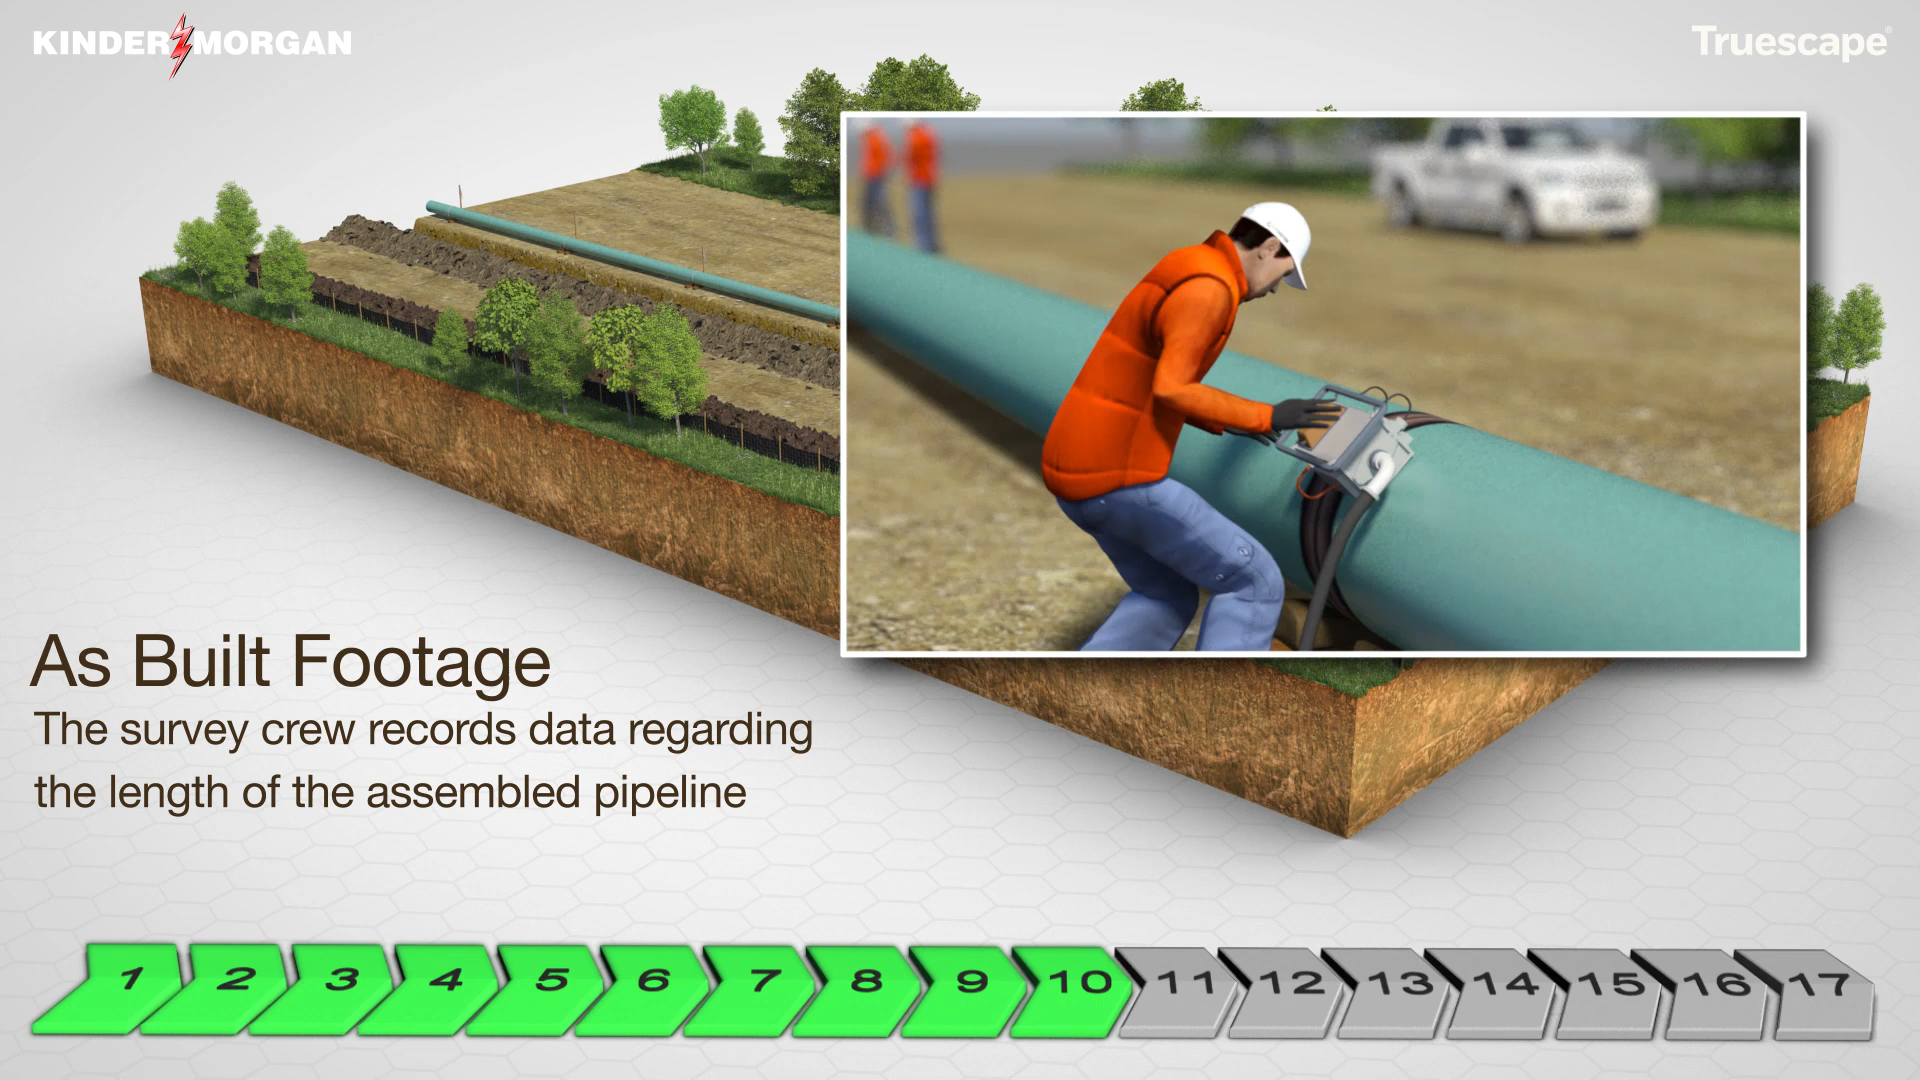 KINDER MORGAN
Truescape®
As Built Footage
The survey crew records data regarding
the length of the assembled pipeline
1 2 3 4 5 6 7 8 9 10 11 12 13 14 15 16 17